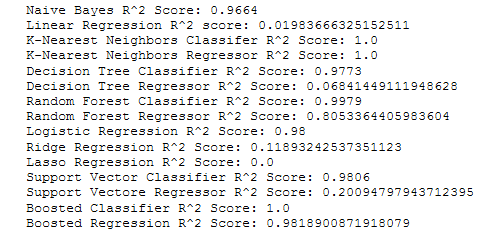 Naive Bayes R^2 Score: 0.9664
Linear Regression R^2 score: 0.01983666325152511
K-Nearest Neighbors Classifer R^2 Score: 1.0
K-Nearest Neighbors Regressor R^2 Score: 1.0
Decision Tree Classifier R^2 Score: 0.9773
Decision Tree Regressor R^2 Score: 0.06841449111948628
Random Forest Classifier R^2 Score: 0.9979
Random Forest Regressor R^2 Score: 0.8053364405983604
Logistic Regression R^2 Score: 0.98
Ridge Regression R^2 Score: 0.11893242537351123
Lasso Regression R^2 Score: 0.0
Support Vector Classifier R^2 Score: 0.9806
Support Vectore Regressor R^2 Score: 0.20094797943712395
Boosted Classifier R^2 Score: 1.0
Boosted Regression R^2 Score: 0.9818900871918079